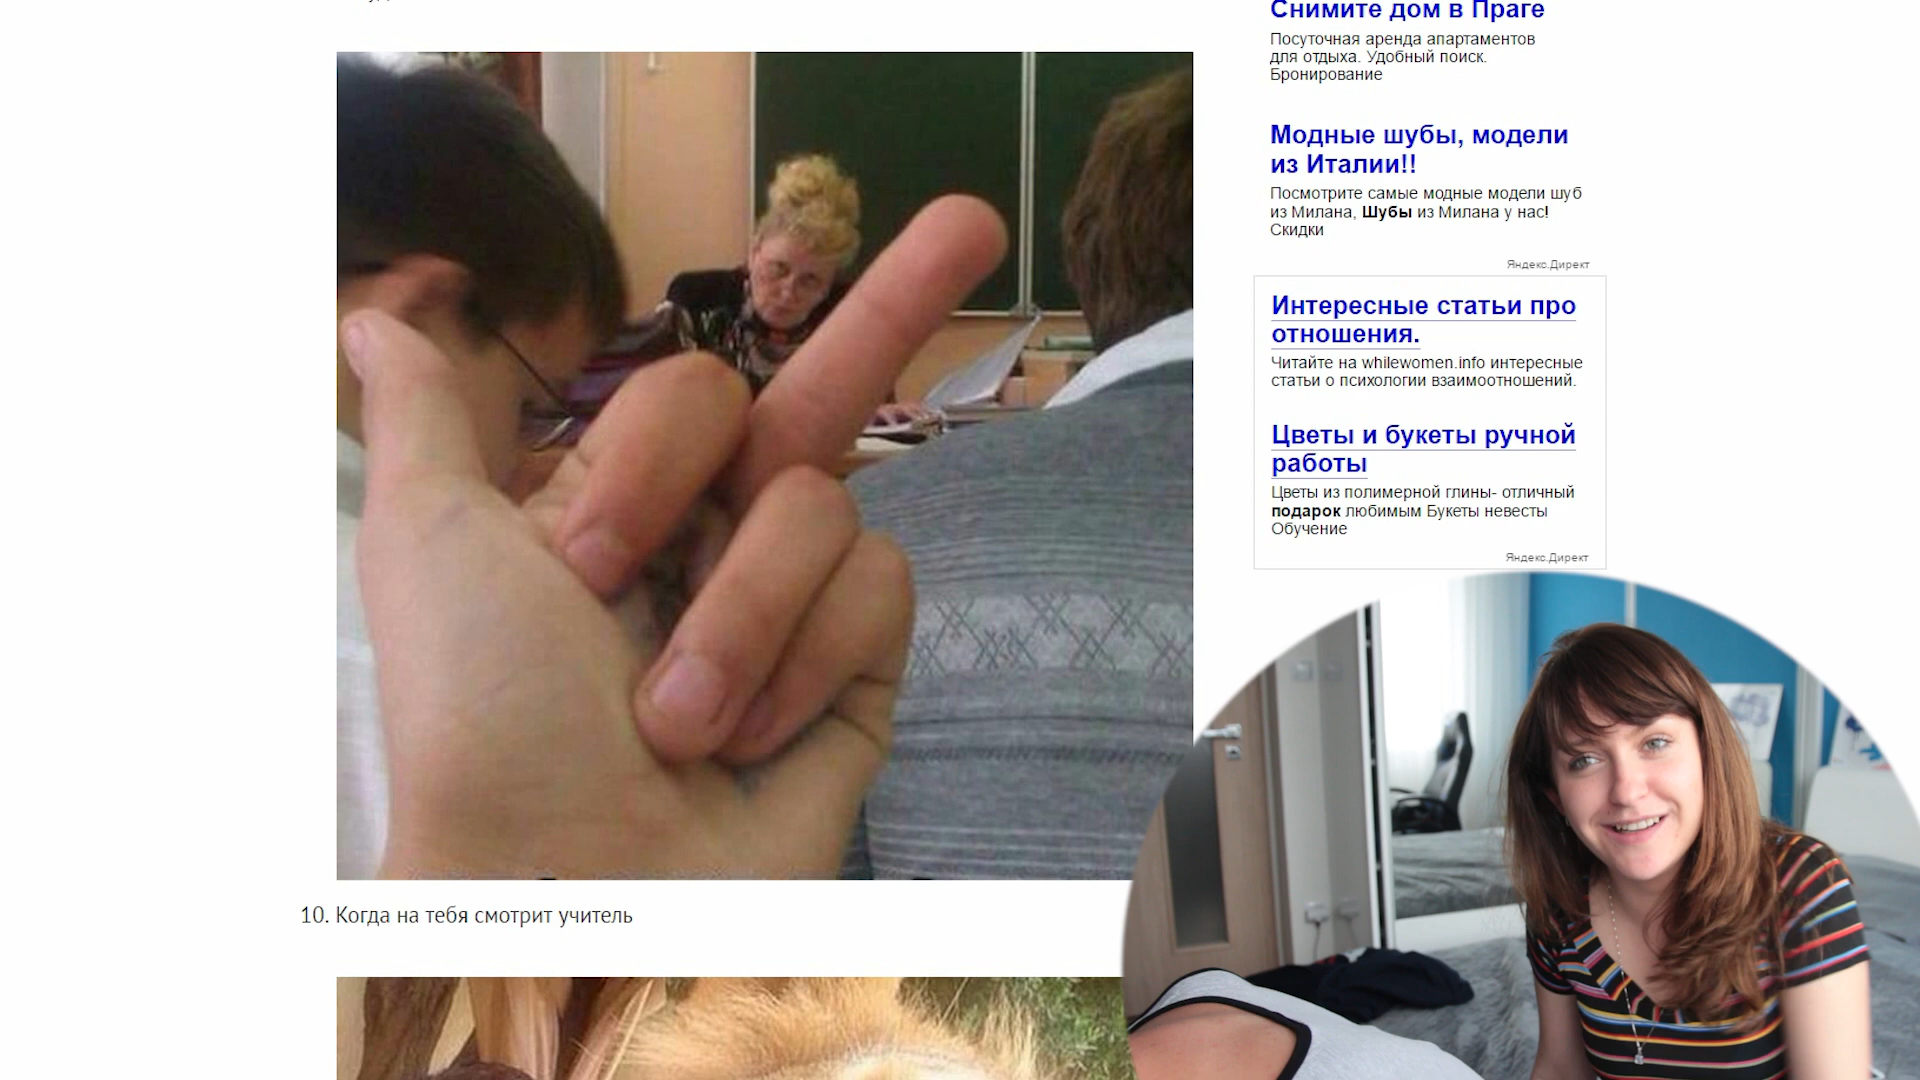 Снимите дом в Праге
Посуточная аренда апартаментов
для отдыха. Удобный поиск.
Бронирование
Модные шубы, модели
из Италии!!
Посмотрите самые модные модели шуб
из Милана, Шубы из Милана у нас!
Скидки
Яндекс.Директ
Интересные статьи про
отношения.
Читайте на whilewomen.info интересные
статьи о психологии взаимоотношений.
Цветы и букеты ручной
работы
Цветы из полимерной глины- отличный
подарок любимым Букеты невесты
Обучение
Яндекс.Директ
10. Когда на тебя смотрит учитель